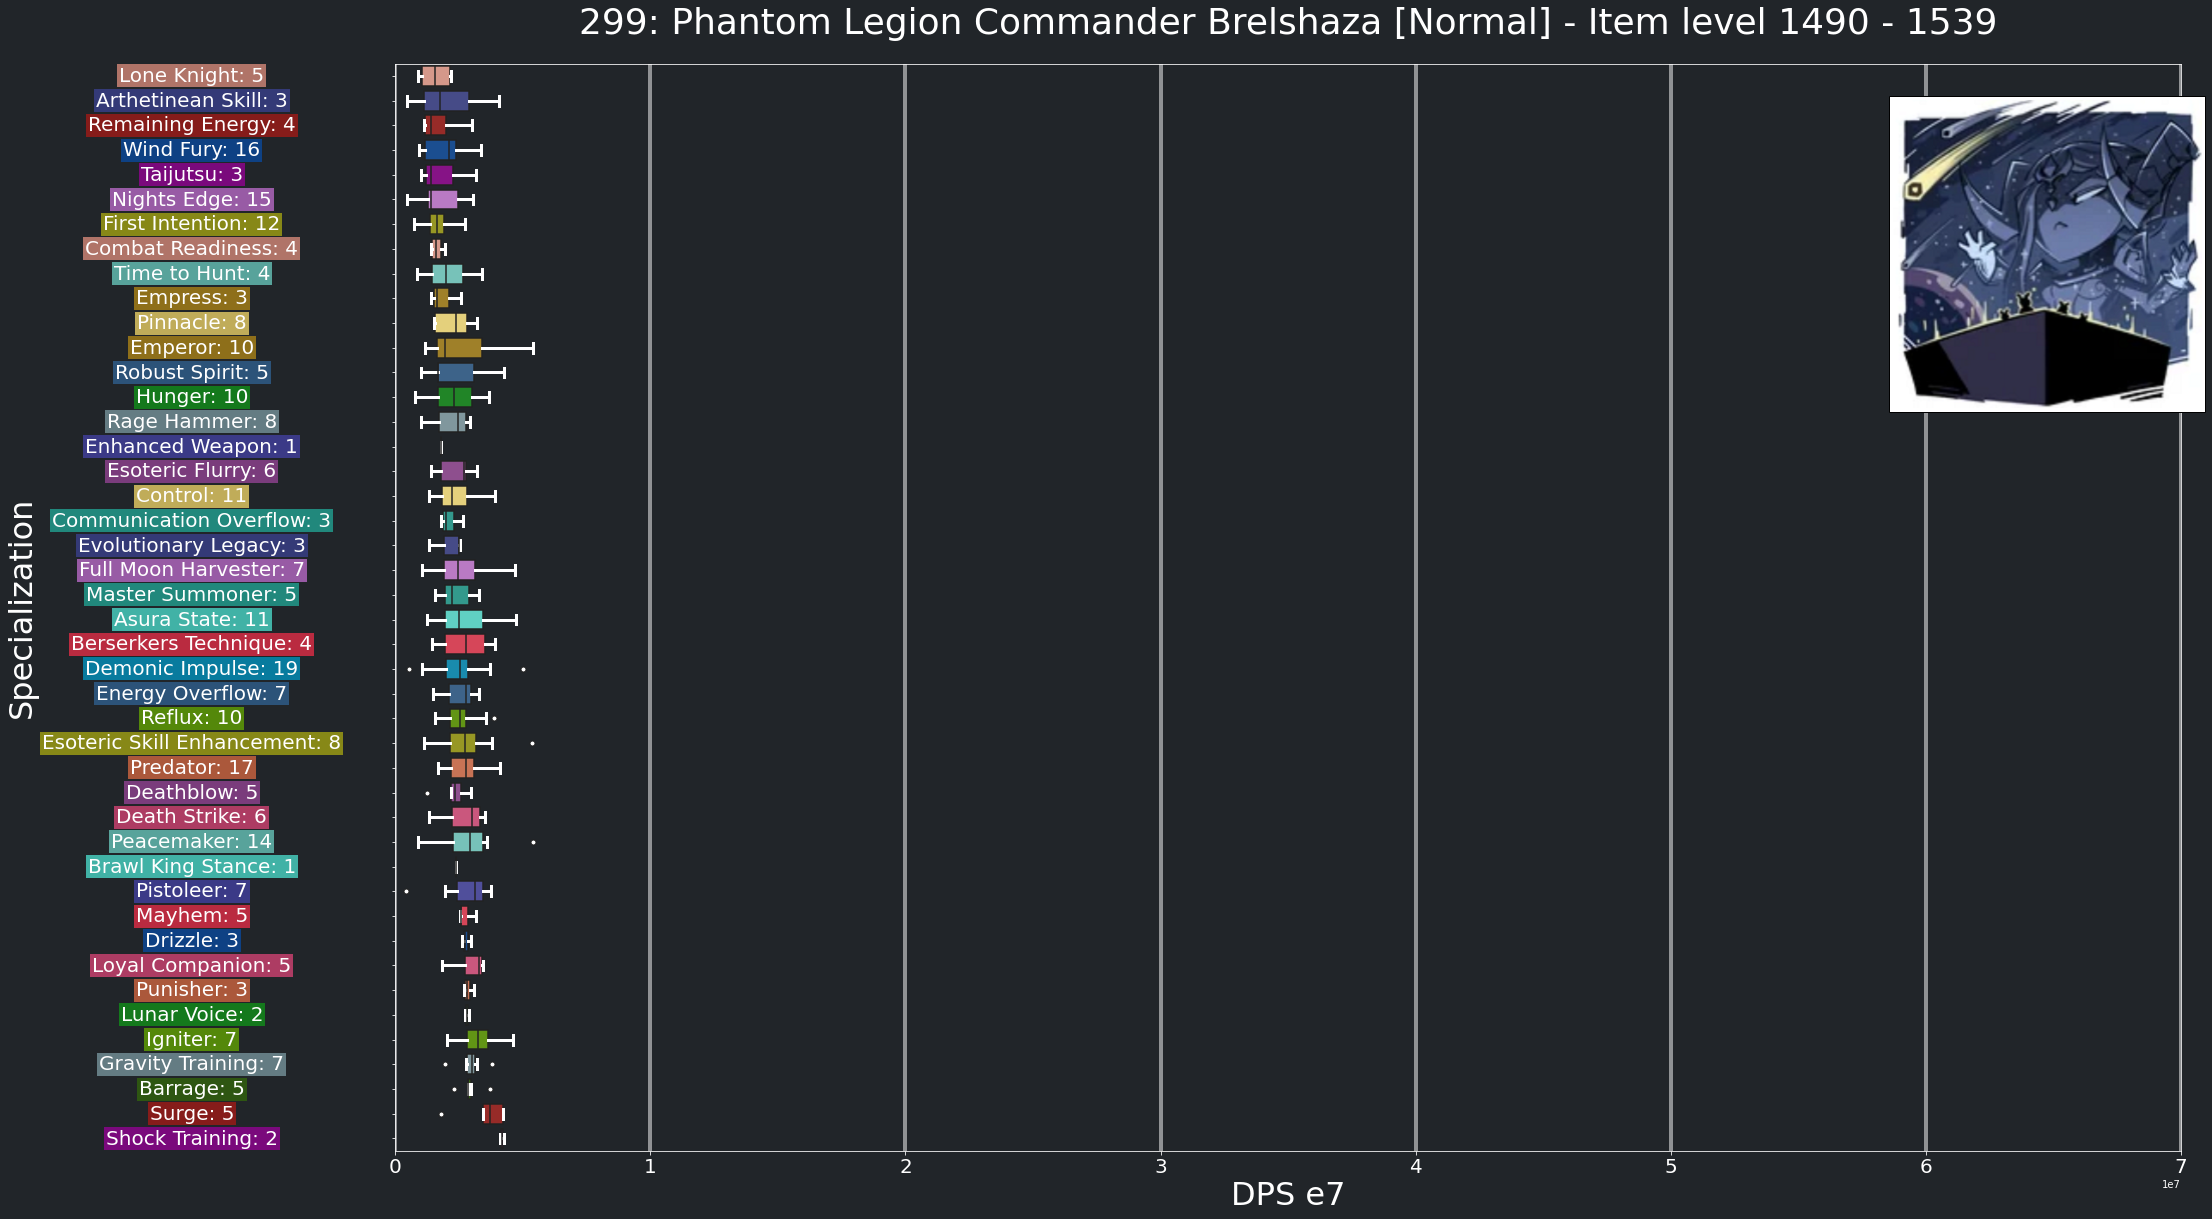 299: Phantom Legion Commander Brelshaza [Normal] - Item level 1490 - 1539
Specialization
Lone Knight: 5
Arthetinean Skill: 3
Remaining Energy: 4
Wind Fury: 16
Taijutsu: 3
Nights Edge: 15
First Intention: 12
Combat Readiness: 4
Time to Hunt: 4
Empress: 3
Pinnacle: 8
Emperor: 10
Robust Spirit: 5
Hunger: 10
Rage Hammer: 8
Enhanced Weapon: 1
Esoteric Flurry: 6
Control: 11
Communication Overflow: 3
Evolutionary Legacy: 3
Full Moon Harvester: 7
Master Summoner: 5
Asura State: 11
Berserkers Technique: 4
Demonic Impulse: 19
Energy Overflow: 7
Reflux: 10
Esoteric Skill Enhancement: 8
Predator: 17
Deathblow: 5
Death Strike: 6
Peacemaker: 14
Brawl King Stance: 1
Pistoleer: 7
Mayhem: 5
Drizzle: 3
Loyal Companion: 5
Punisher: 3
Lunar Voice: 2
Igniter: 7
Gravity Training: 7
Barrage: 5
Surge: 5
Shock Training: 2
0 1 2 3 4 5 6 7
1e7
DPS e7